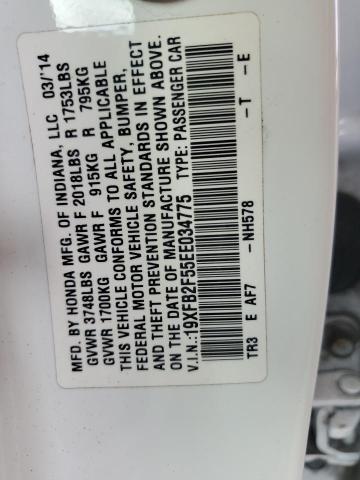 MFD. BY HONDA MFG. OF INDIANA, LLC 03/'14
GVWR 3748LBS GAWR F 2018LBS R 1753LBS
GVWR 1700KG GAWR F 915KG R 795KG
THIS VEHICLE CONFORMS TO ALL APPLICABLE
FEDERAL MOTOR VEHICLE SAFETY, BUMPER,
AND THEFT PREVENTION STANDARDS IN EFFECT
ON THE DATE OF MANUFACTURE SHOWN ABOVE.
V.I.N.:19XFB2F55EE034775 TYPE: PASSENGER CAR
TR3 E AF7 -NH578 -T -E